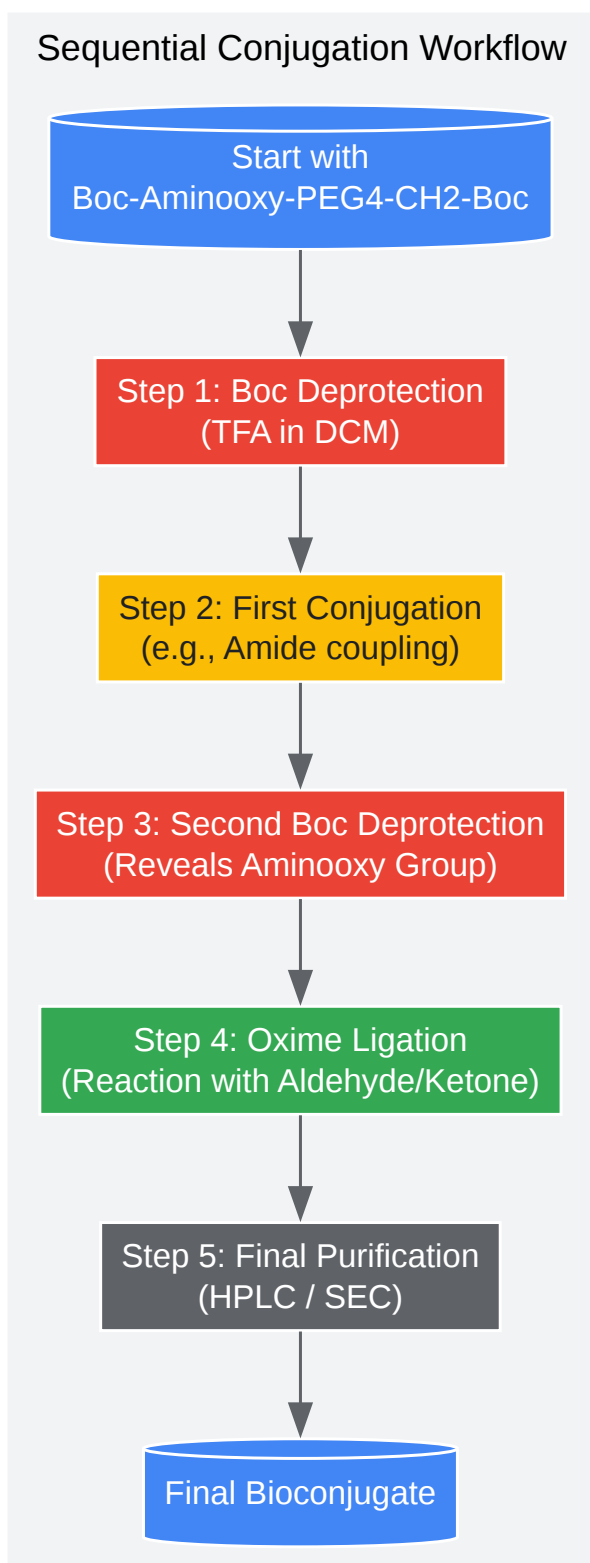 Sequential Conjugation Workflow
Start with
Boc-Aminooxy-PEG4-CH2-Boc
Step 1: Boc Deprotection
(TFA in DCM)
Step 2: First Conjugation
(e.g., Amide coupling)
Step 3: Second Boc Deprotection
(Reveals Aminooxy Group)
Step 4: Oxime Ligation
(Reaction with Aldehyde/Ketone)
Step 5: Final Purification
(HPLC / SEC)
Final Bioconjugate